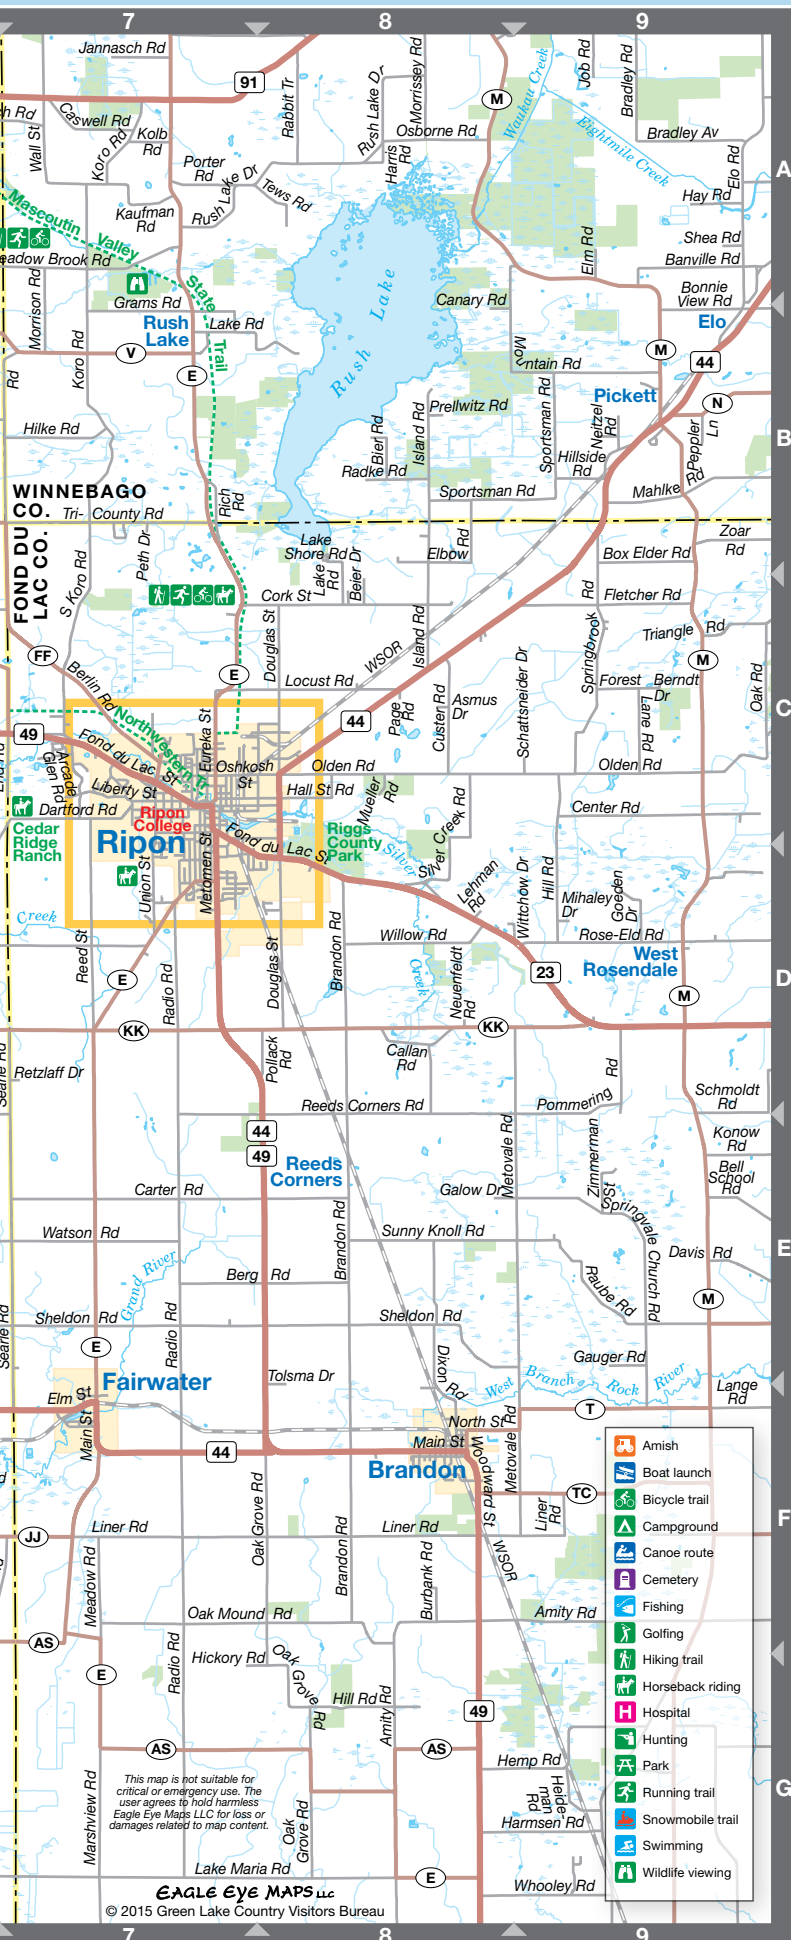 7 8 9
Jannasch Rd
91
Rabbit Tr
Rush Lake Dr
Morrissey Rd
M
Waukau Creek
Job Rd
Bradley Rd
Eightmile Creek
Caswell Rd
Wall St
Koro Rd
Kolb
Rd
Osborne Rd
Harris
Rd
Bradley Av
Elo Rd
A
Porter
Rd
Rush Lake Dr
Tews Rd
Hay Rd
Mascoutin Valley State Trail
Kaufman
Rd
Elm Rd
Shea Rd
Banville Rd
Morrison Rd
Grams Rd
Rush Lake
Canary Rd
Bonnie
View Rd
Rush
Lake
Lake Rd
Elo
V
E
Koro Rd
Rd
Mountain Rd
M
44
Pickett
N
Prellwitz Rd
Sportsman Rd
Neitzel
Rd
Peppler
Ln
B
Hilke Rd
Bier Rd
Island Rd
Radke Rd
Hillside
Rd
Rich
Rd
Sportsman Rd
Mahlke Rd
WINNEBAGO
CO.
FOND DU
LAC CO.
Tri- County Rd
Peth Dr
Lake
Shore Rd
Lake
Rd
Beier Dr
Elbow
Rd
Zoar
Rd
Box Elder Rd
S Koro Rd
Cork St
Fletcher Rd
Douglas St
WSOR
Island Rd
Springbrook
Rd
Triangle Rd
M
FF
Berlin Rd
E
Locust Rd
Forest
Berndt
Dr
Oak Rd
Asmus
Dr
Page
Rd
Custer Rd
Schattsneider Dr
Lane Rd
C
44
49
Northwestern Tr
Eureka St
Fond du Lac St
Oshkosh
St
Olden Rd
Olden Rd
Arcade
Glen Rd
Liberty St
Hall St Rd
Mueller
Rd
Dartford Rd
Ripon
College
Center Rd
Cedar
Ridge
Ranch
Ripon
Fond du Lac St
Riggs
County
Park
Silver
Silver Creek Rd
Union St
Metomen St
Lehman
Rd
Wittchow Dr
Hill Rd
Mihaley
Dr
Goeden
Dr
Creek
Reed St
Radio Rd
Douglas St
Brandon Rd
Willow Rd
Rose-Eld Rd
West
Rosendale
Creek
Neuenfeldt
Rd
23
M
D
E
KK
KK
Searle Rd
Retzlaff Dr
Pollack
Rd
Callan
Rd
Rd
Reeds Corners Rd
Pommering
Schmoldt
Rd
44
49
Reeds
Corners
Metovale Rd
Zimmerman
St
Konow
Rd
Bell
School
Rd
Carter Rd
Galow Dr
Springvale
Church Rd
Watson Rd
Brandon Rd
Sunny Knoll Rd
Davis Rd
E
Grand River
Berg Rd
Raube Rd
M
Searle Rd
Sheldon Rd
Radio Rd
Sheldon Rd
E
Dixon
Rd
Gauger Rd
Fairwater
Tolsma Dr
West Branch Rock River
Lange
Rd
Elm St
Main St
North St
Main St
Metovale Rd
T
44
Brandon
Woodward St
TC
Liner
Rd
Oak Grove Rd
F
JJ
Liner Rd
Liner Rd
Brandon Rd
Burbank Rd
WSOR
Meadow Rd
Oak Mound Rd
Amity Rd
AS
Radio Rd
Hickory Rd
Oak
Grove
Rd
E
Hill Rd
Amity Rd
49
AS
AS
Hemp Rd
Heide-
man
Rd
G
Marshview Rd
Oak
Grove Rd
Harmsen Rd
Lake Maria Rd
E
Whooley Rd
Amish
Boat launch
Bicycle trail
Campground
Canoe route
Cemetery
Fishing
Golfing
Hiking trail
Horseback riding
H Hospital
Hunting
Park
Running trail
Snowmobile trail
Swimming
Wildlife viewing
This map is not suitable for
critical or emergency use. The
user agrees to hold harmless
Eagle Eye Maps LLC for loss or
damages related to map content.
EAGLE EYE MAPS LLC
© 2015 Green Lake Country Visitors Bureau
7 8 9